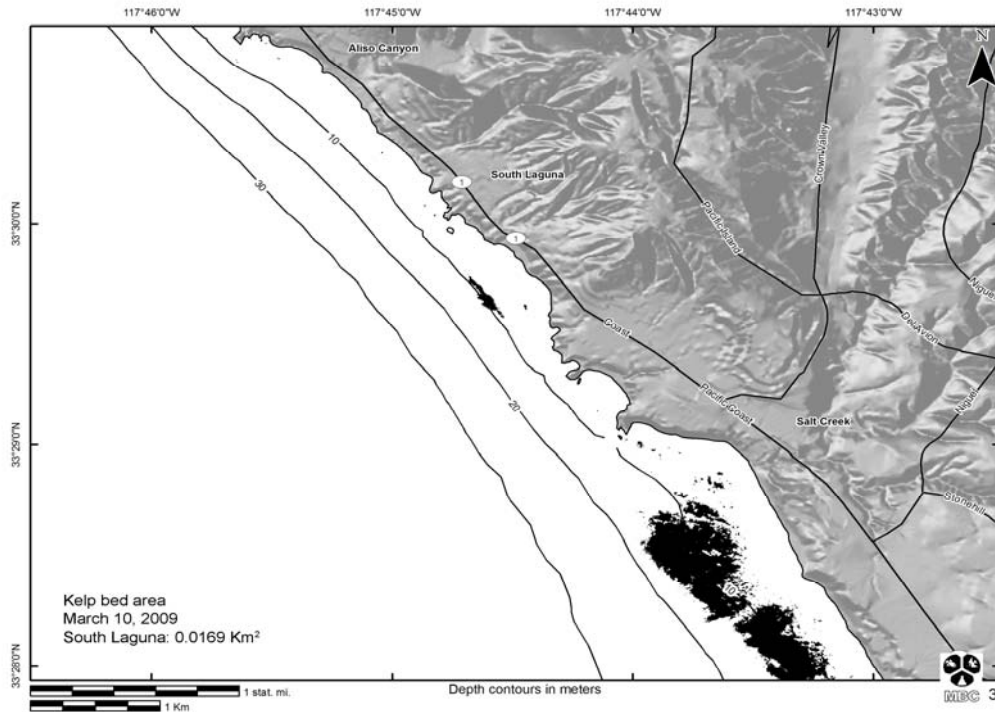 117°46'0"W
117°45'0"W
117°44'0"W
117°43'0"W
N
Aliso Canyon
10
Crown Valley
1
South Laguna
30
33°30'0"N
Pacific Island
1
Niguel
Coast
Del Avion
20
Pacific Coast
Niguel
Salt Creek
33°29'0"N
Stonehill
10
Kelp bed area
March 10, 2009
South Laguna: 0.0169 Km²
33°28'0"N
1 stat. mi.
Depth contours in meters
1 Km
MBC
3